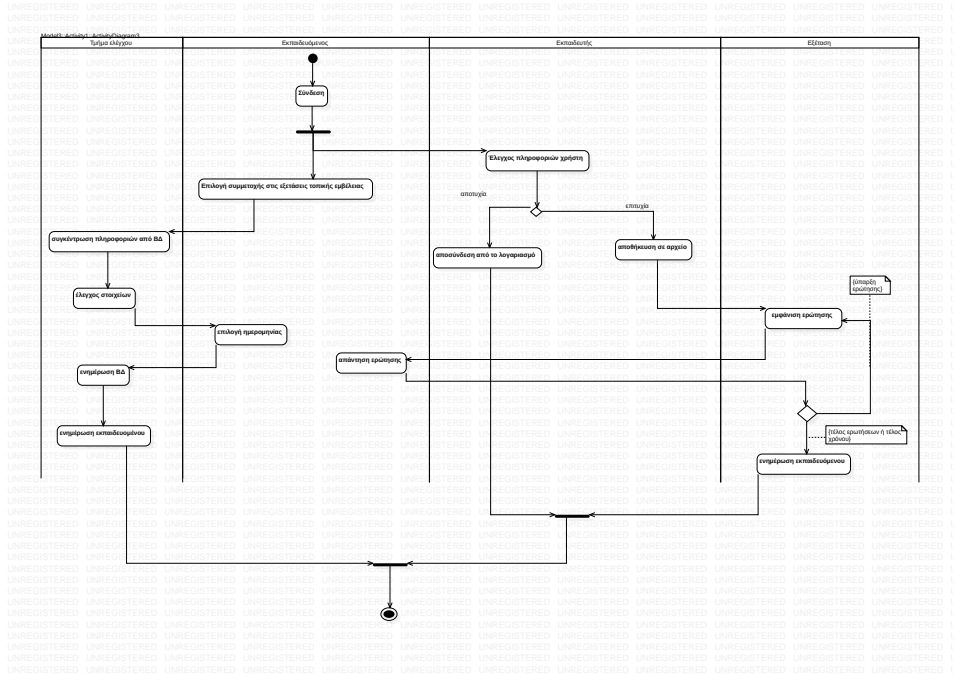 Model3::Activity1::ActivityDiagram3
Τμήμα ελέγχου
Εκπαιδευόμενος
Εκπαιδευτής
Εξέταση
Σύνδεση
Έλεγχος πληροφοριών χρήστη
Επιλογή συμμετοχής στις εξετάσεις τοπικής εμβέλειας
αποτυχία
επιτυχία
συγκέντρωση πληροφοριών από ΒΔ
αποσύνδεση από το λογαριασμό
αποθήκευση σε αρχείο
{ύπαρξη
ερώτησης}
έλεγχος στοιχείων
εμφάνιση ερώτησης
επιλογή ημερομηνίας
απάντηση ερώτησης
ενημέρωση ΒΔ
ενημέρωση εκπαιδευομένου
{τέλος ερωτήσεων ή τέλος
χρόνου}
ενημέρωση εκπαιδευόμενου